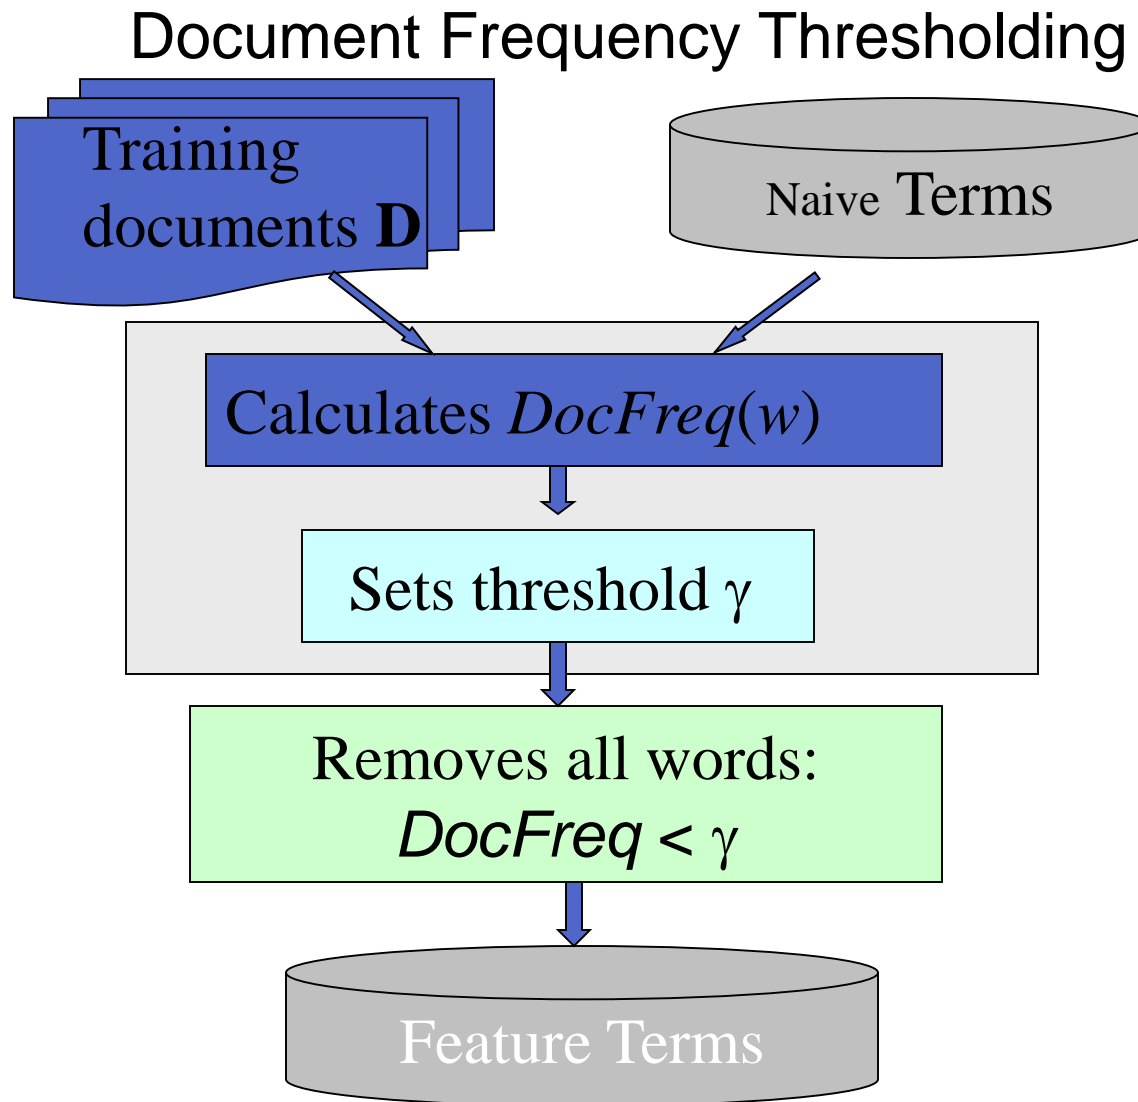 Document Frequency Thresholding
Training
documents D
Naive Terms
Calculates DocFreq(w)
Sets threshold γ
Removes all words:
DocFreq < γ
Feature Terms